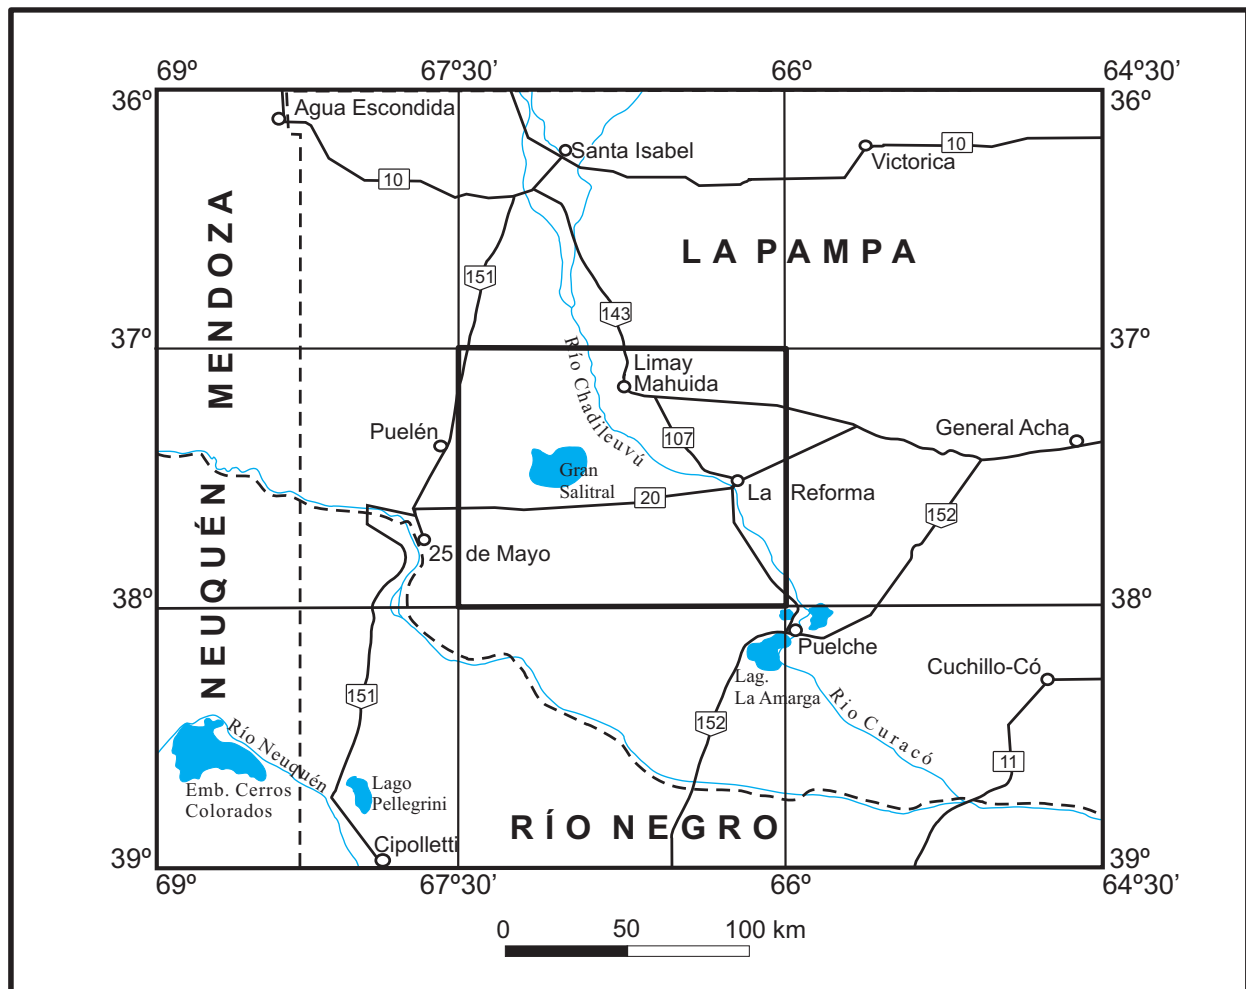 69º
67º30’
66º
64º30’
36º
36º
Agua Escondida
Santa Isabel
10
Victorica
10
MENDOZA
LA PAMPA
151
143
37º
37º
Río Chadileuvú
Limay
Mahuida
Puelén
107
General Acha
Gran
Salitral
20
La Reforma
152
NEUQUÉN
25 de Mayo
38º
38º
Puelche
Cuchillo-Có
Lag.
La Amarga
151
152
Rio Curacó
11
Río Neuquén
Emb. Cerros
Colorados
Lago
Pellegrini
RÍO NEGRO
Cipolletti
39º
39º
69º
67º30’
66º
64º30’
0
50
100 km